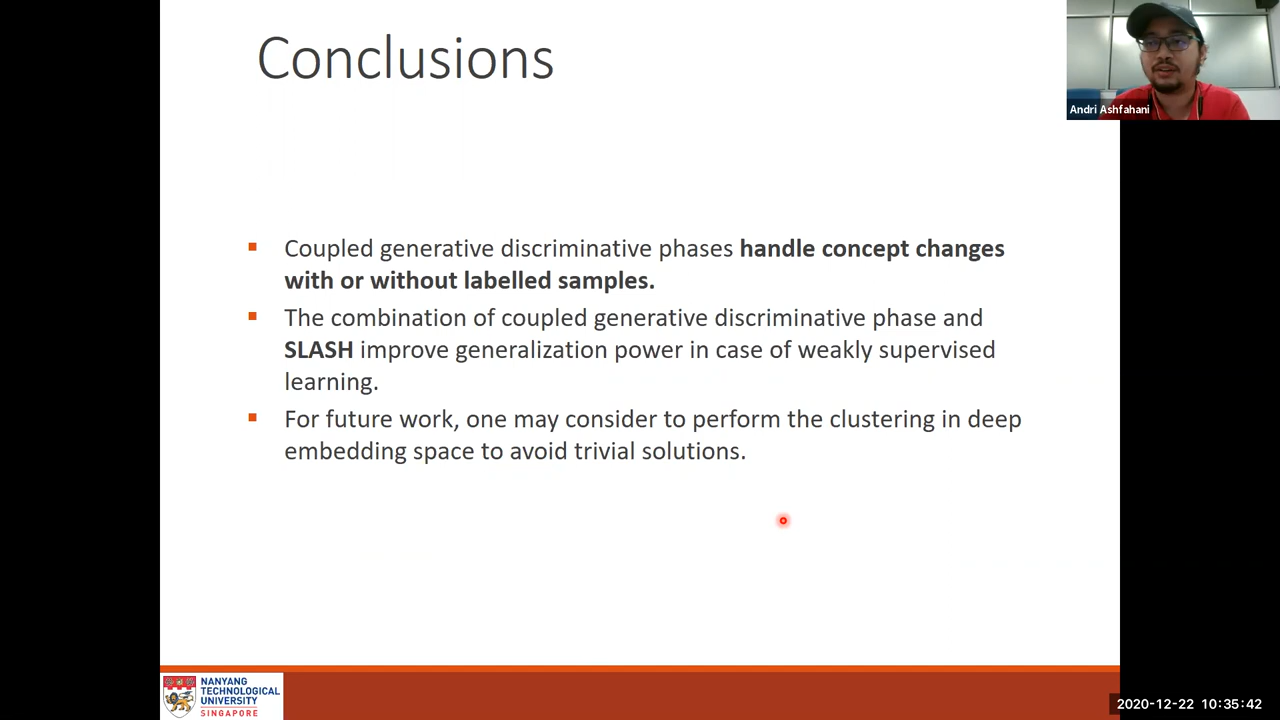 Conclusions
Andri Ashfahani
Coupled generative discriminative phases handle concept changes
with or without labelled samples.
The combination of coupled generative discriminative phase and
SLASH improve generalization power in case of weakly supervised
learning.
For future work, one may consider to perform the clustering in deep
embedding space to avoid trivial solutions.
NANYANG
TECHNOLOGICAL
UNIVERSITY
SINGAPORE
2020-12-22 10:35:42